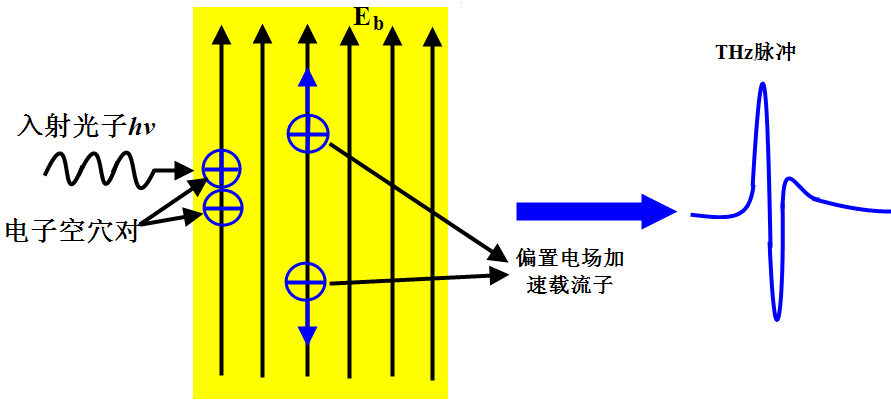 E_b
THz脉冲
入射光子hν
电子空穴对
偏置电场加
速载流子